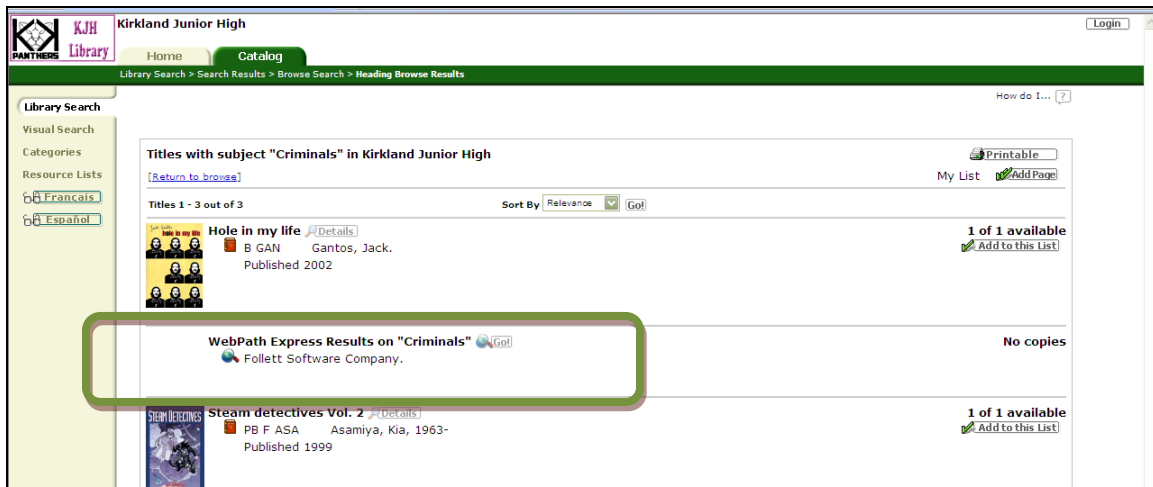 KJH
Library
PANTHERS
Kirkland Junior High
Login
Home
Catalog
Library Search > Search Results > Browse Search > Heading Browse Results
How do I... ?
Library Search
Visual Search
Categories
Resource Lists
Français
Español
Titles with subject "Criminals" in Kirkland Junior High
Printable
[Return to browse]
My List Add Page
Titles 1 - 3 out of 3
Sort By Relevance Go!
hole in my life
Hole in my life Details
1 of 1 available
B GAN Gantos, Jack.
Add to this List
Published 2002
WebPath Express Results on "Criminals" Go!
No copies
Follett Software Company.
STEAM DETECTIVES
Steam detectives Vol. 2 Details
1 of 1 available
PB F ASA Asamiya, Kia, 1963-
Add to this List
Published 1999